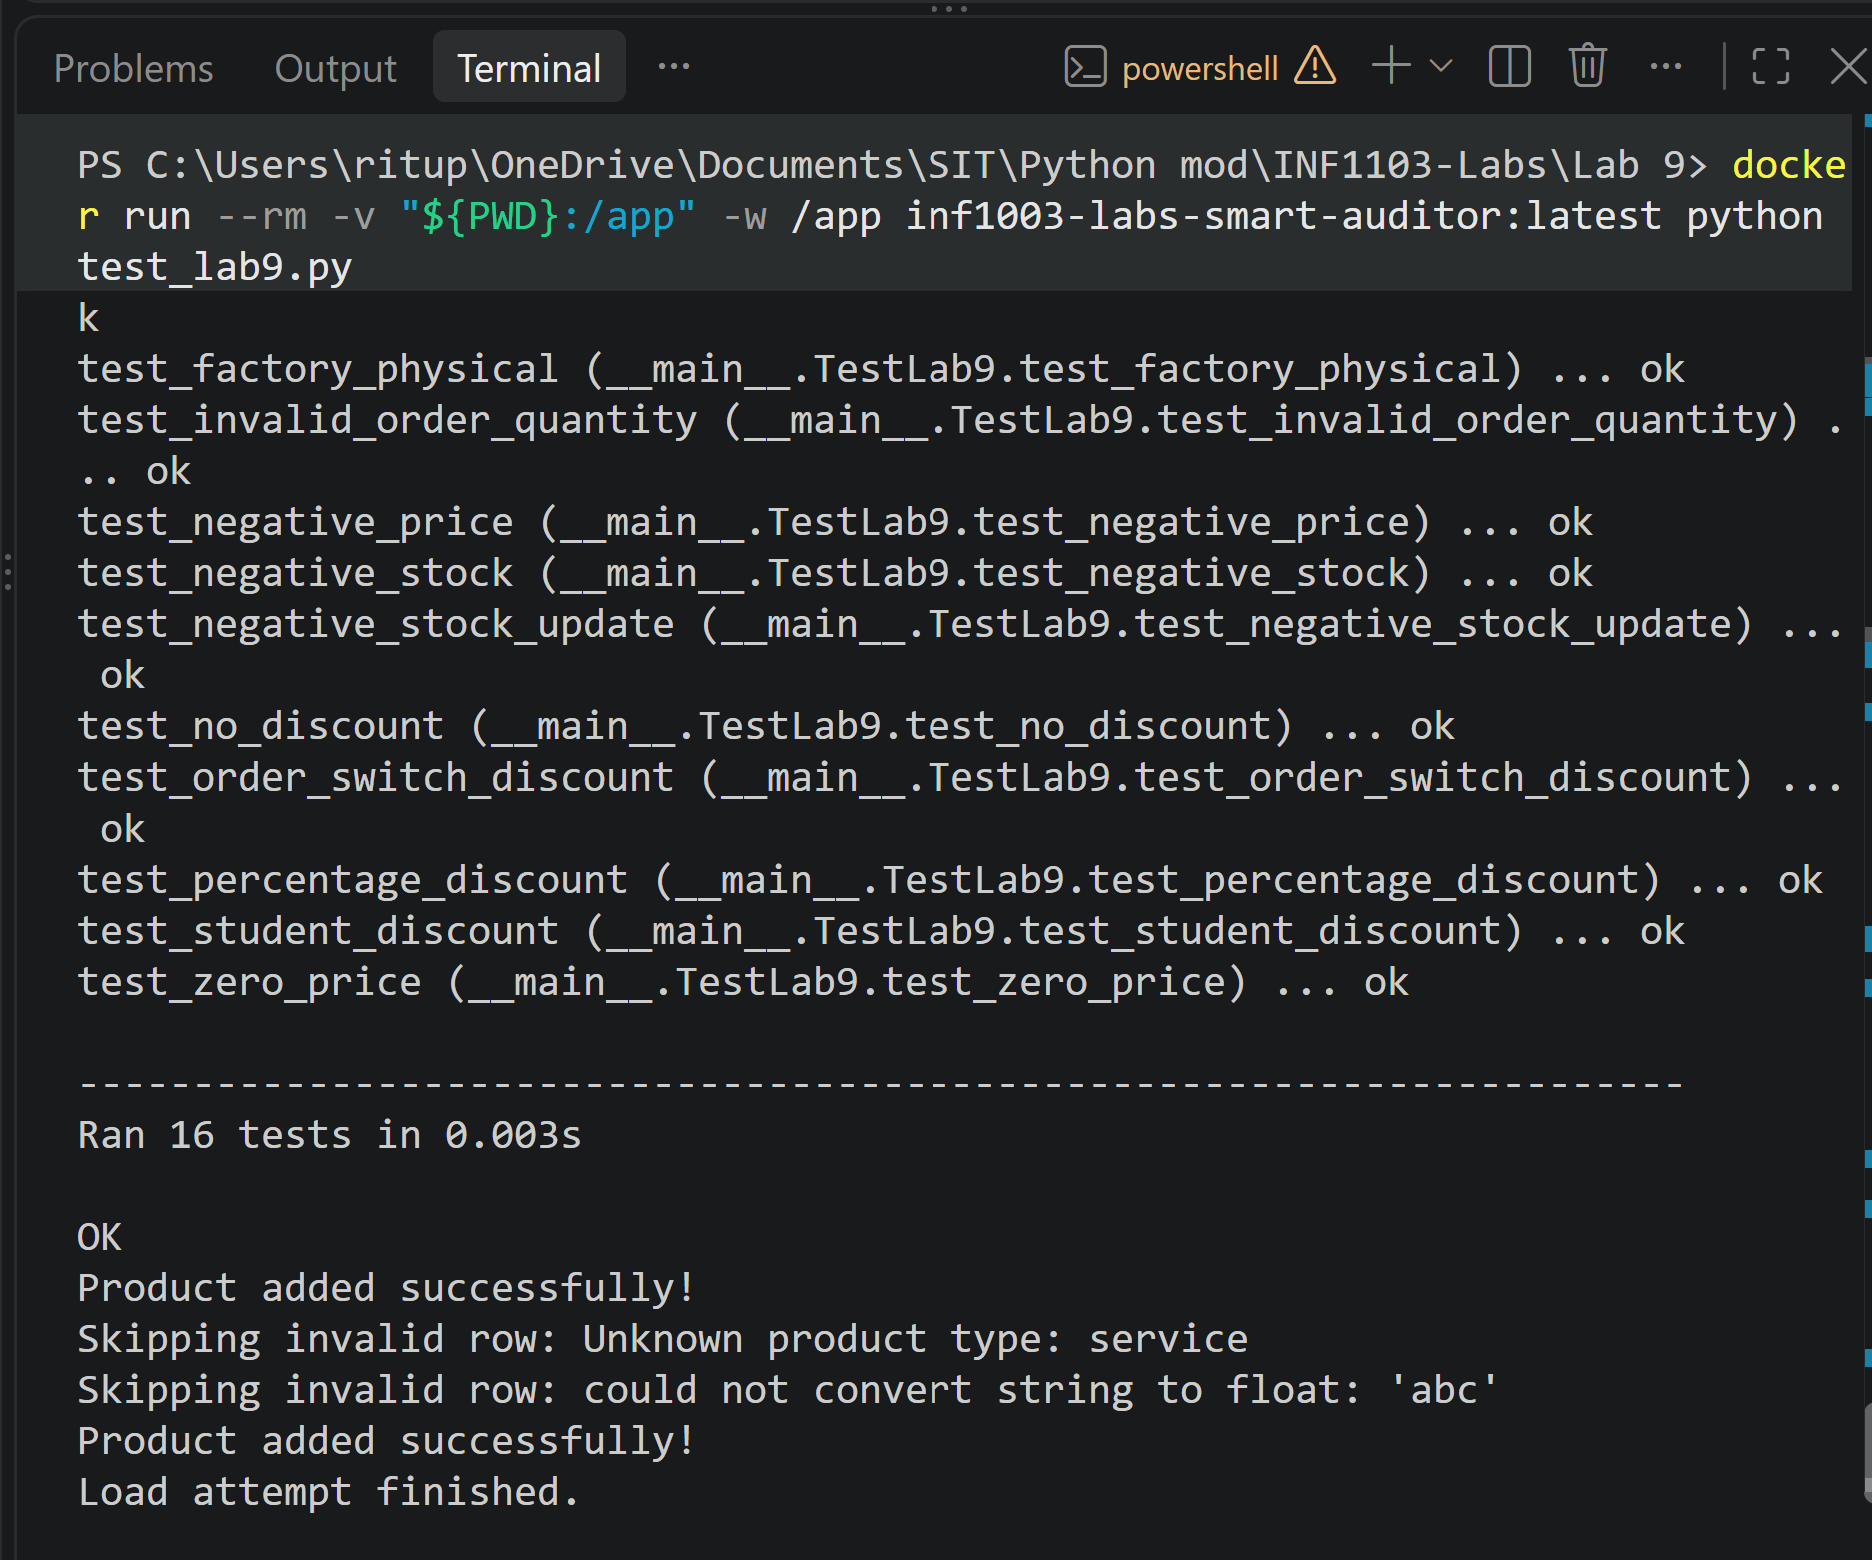 Problems Output Terminal ··· powershell
PS C:\Users\ritup\OneDrive\Documents\SIT\Python mod\INF1103-Labs\Lab 9> docke
r run --rm -v "${PWD}:/app" -w /app inf1003-labs-smart-auditor:latest python
test_lab9.py
k
test_factory_physical (__main__.TestLab9.test_factory_physical) ... ok
test_invalid_order_quantity (__main__.TestLab9.test_invalid_order_quantity) .
.. ok
test_negative_price (__main__.TestLab9.test_negative_price) ... ok
test_negative_stock (__main__.TestLab9.test_negative_stock) ... ok
test_negative_stock_update (__main__.TestLab9.test_negative_stock_update) ...
 ok
test_no_discount (__main__.TestLab9.test_no_discount) ... ok
test_order_switch_discount (__main__.TestLab9.test_order_switch_discount) ...
 ok
test_percentage_discount (__main__.TestLab9.test_percentage_discount) ... ok
test_student_discount (__main__.TestLab9.test_student_discount) ... ok
test_zero_price (__main__.TestLab9.test_zero_price) ... ok
----------------------------------------------------------------------
Ran 16 tests in 0.003s
OK
Product added successfully!
Skipping invalid row: Unknown product type: service
Skipping invalid row: could not convert string to float: 'abc'
Product added successfully!
Load attempt finished.